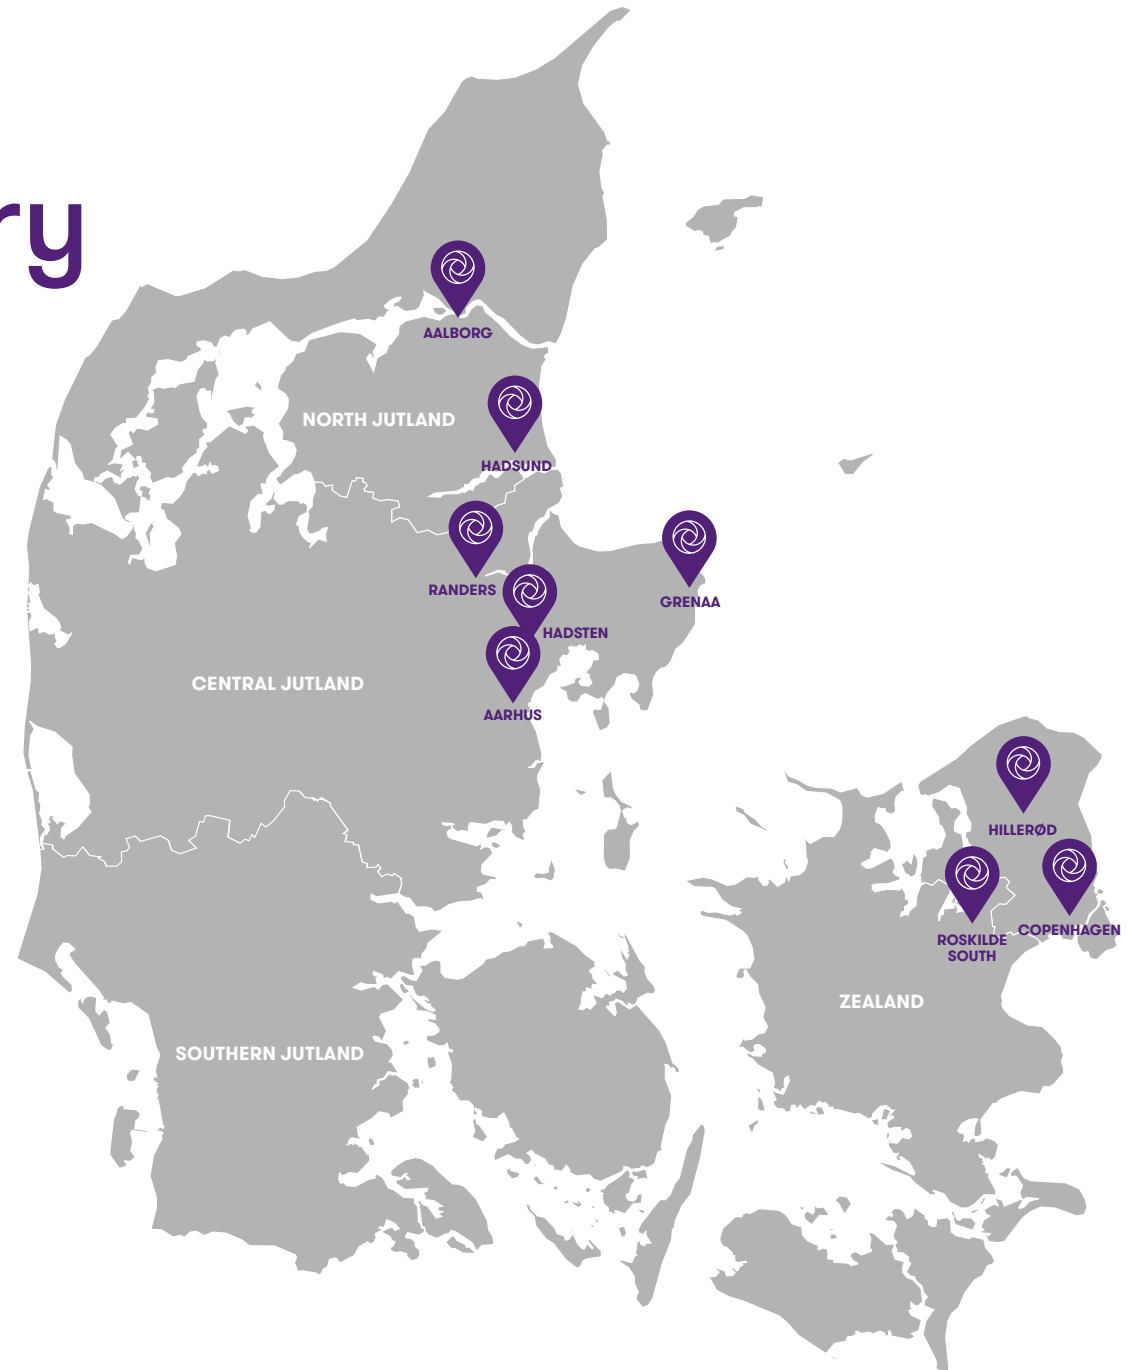 ry
AALBORG
NORTH JUTLAND
HADSUND
RANDERS
GRENAA
HADSTEN
CENTRAL JUTLAND
AARHUS
HILLERØD
COPENHAGEN
ROSKILDE
SOUTH
ZEALAND
SOUTHERN JUTLAND